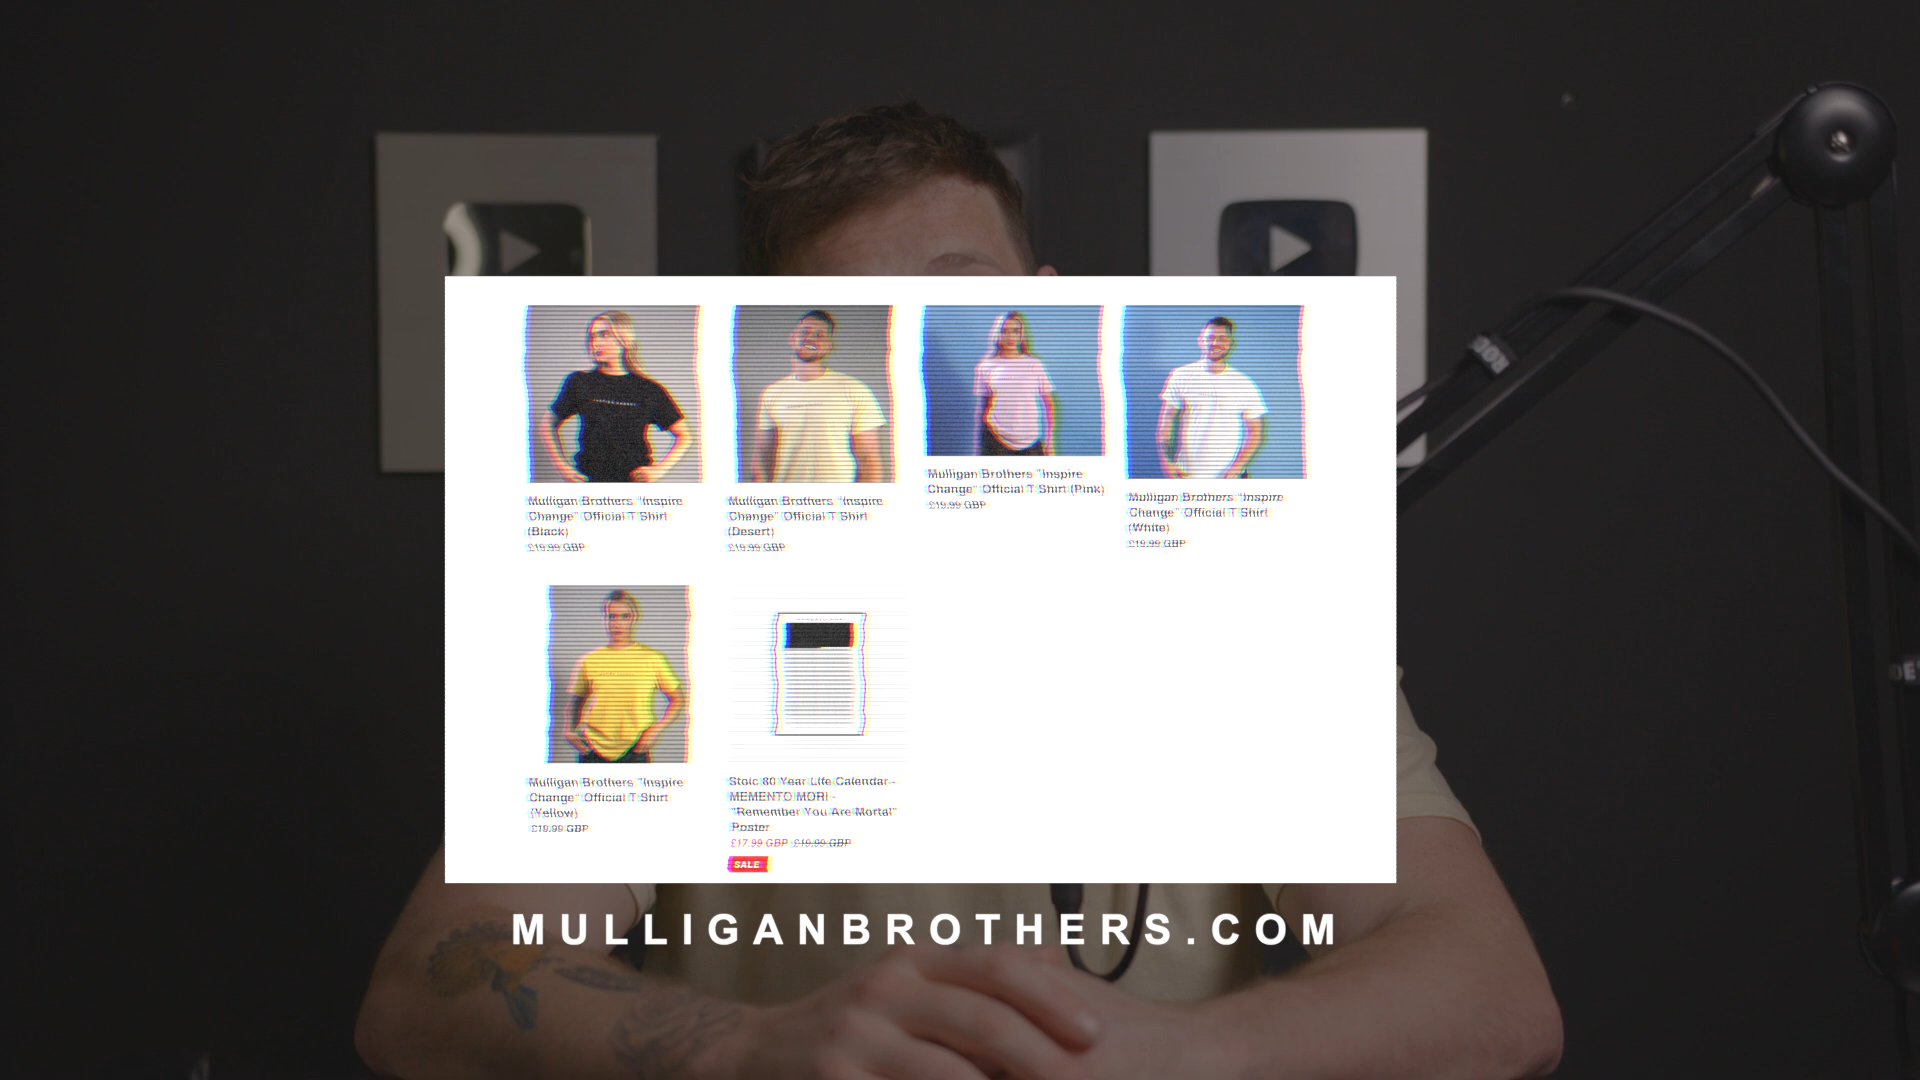 Mulligan Brothers "Inspire
Change" Official T Shirt
(Black)
£19.99 GBP
Mulligan Brothers "Inspire
Change" Official T Shirt
(Desert)
£19.99 GBP
Mulligan Brothers "Inspire
Change" Official T Shirt (Pink)
£19.99 GBP
Mulligan Brothers "Inspire
Change" Official T Shirt
(White)
£19.99 GBP
Mulligan Brothers "Inspire
Change" Official T Shirt
(Yellow)
£19.99 GBP
Stoic 80 Year Life Calendar -
MEMENTO MORI -
"Remember You Are Mortal"
Poster
£17.99 GBP £19.99 GBP
SALE
MULLIGANBROTHERS.COM